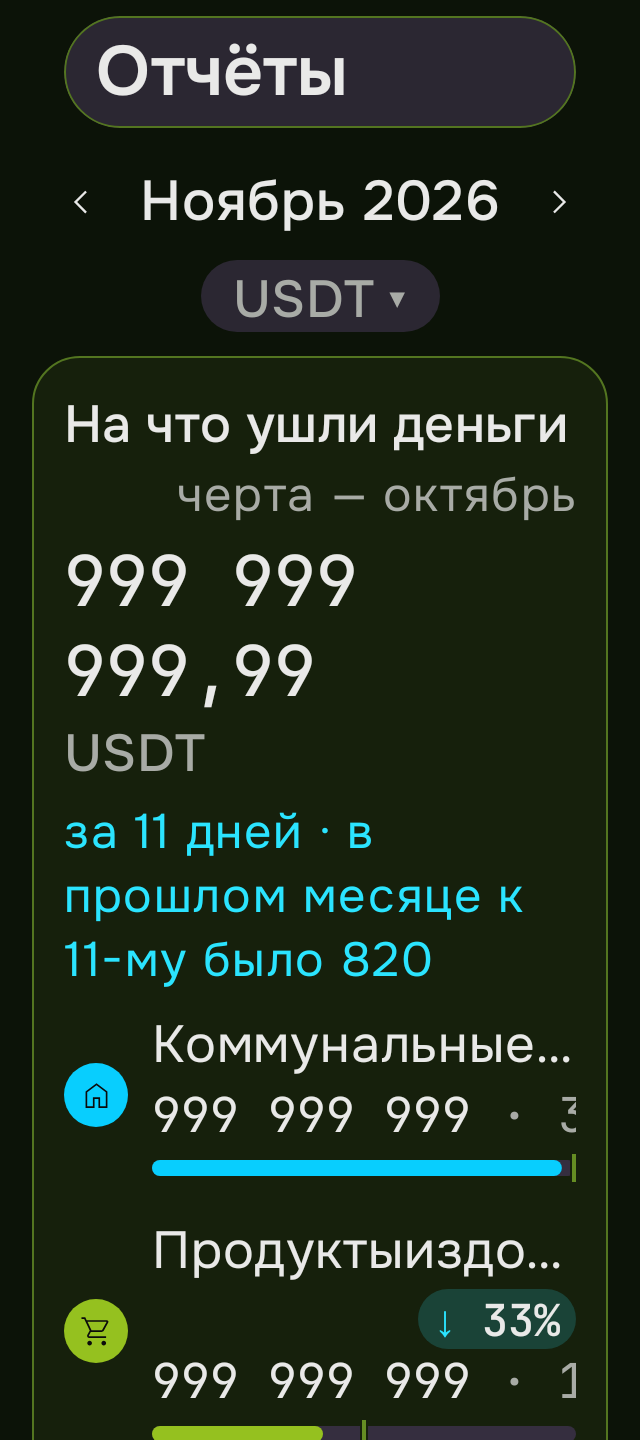 Отчёты
Ноябрь 2026
USDT ▾
На что ушли деньги
черта — октябрь
999 999
999,99
USDT
за 11 дней · в
прошлом месяце к
11-му было 820
Коммунальные...
999 999 999 ·
Продуктыиздо...
↓ 33%
999 999 999 ·